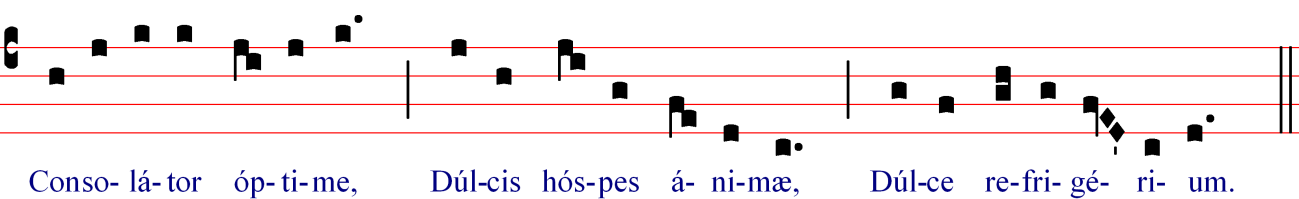 Conso- lá- tor óp- ti- me, Dúl- cis hós- pes á- ni- mæ, Dúl- ce re- fri- gé- ri- um.